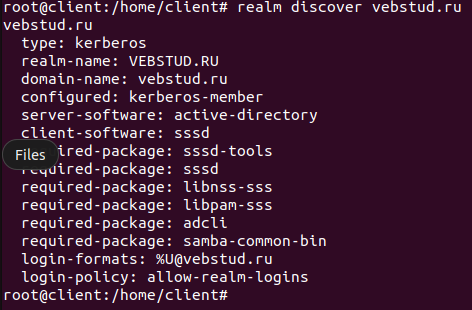 root@client:/home/client# realm discover vebstud.ru
vebstud.ru
type: kerberos
realm-name: VEBSTUD.RU
domain-name: vebstud.ru
configured: kerberos-member
server-software: active-directory
client-software: sssd
required-package: sssd-tools
Files
required-package: sssd
required-package: libnss-sss
required-package: libpam-sss
required-package: adcli
required-package: samba-common-bin
login-formats: %U@vebstud.ru
login-policy: allow-realm-logins
root@client:/home/client#